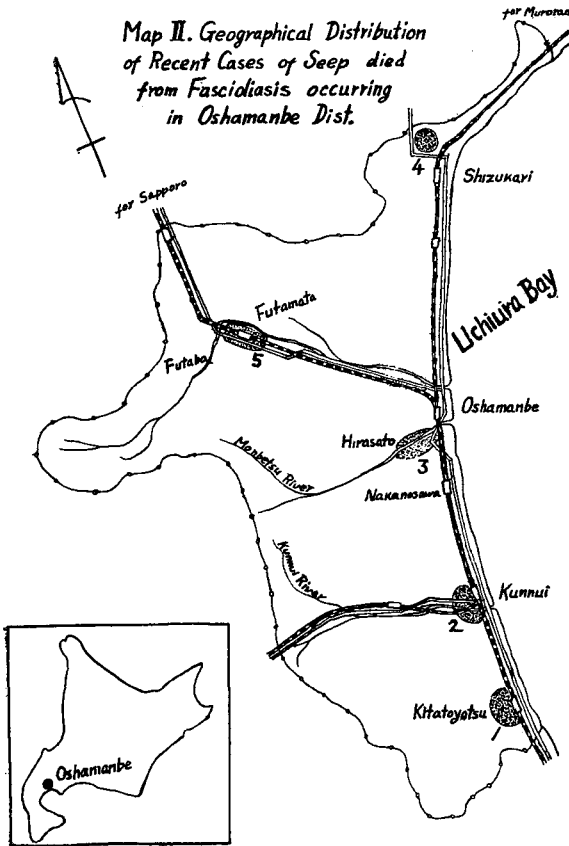 Map II. Geographical Distribution
of Recent Cases of Seep died
from Fascioliasis occurring
in Oshamanbe Dist.
for Muroran
4
Shizukari
for Sapporo
Futamata
Uchiura Bay
Futaba
5
Oshamanbe
Hirasato
3
Monbetsu River
Nakanosawa
Kunnui River
Kunnui
2
Kitatoyotsu
1
Oshamanbe